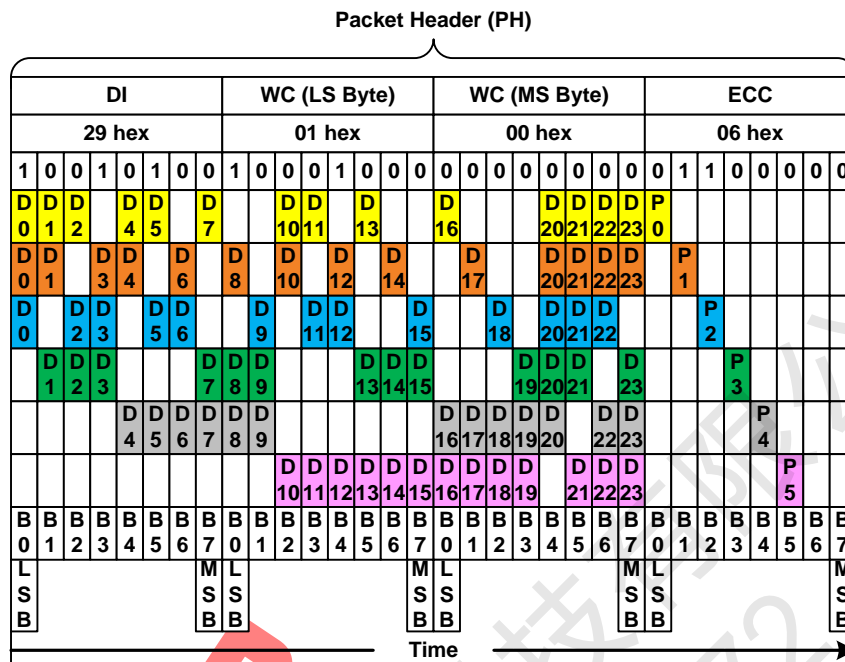 Packet Header (PH)
DI WC (LS Byte) WC (MS Byte) ECC
29 hex 01 hex 00 hex 06 hex
1 0 0 1 0 1 0 0 1 0 0 0 1 0 0 0 0 0 0 0 0 0 0 0 0 1 1 0 0 0 0 0
D0 D1 D2 D4 D5 D7 D10 D11 D13 D16 D20 D21 D22 D23 P0
D0 D1 D3 D4 D6 D8 D10 D12 D14 D17 D20 D21 D22 D23 P1
D0 D2 D3 D5 D6 D9 D11 D12 D15 D18 D20 D21 D22 P2
D1 D2 D3 D7 D8 D9 D13 D14 D15 D19 D20 D21 D23 P3
D4 D5 D6 D7 D8 D9 D16 D17 D18 D19 D20 D22 D23 P4
D10 D11 D12 D13 D14 D15 D16 D17 D18 D19 D21 D22 D23 P5
B0 B1 B2 B3 B4 B5 B6 B7 B0 B1 B2 B3 B4 B5 B6 B7 B0 B1 B2 B3 B4 B5 B6 B7 B0 B1 B2 B3 B4 B5 B6 B7
LSB MSB LSB MSB LSB MSB LSB MSB
Time
技有限公
72